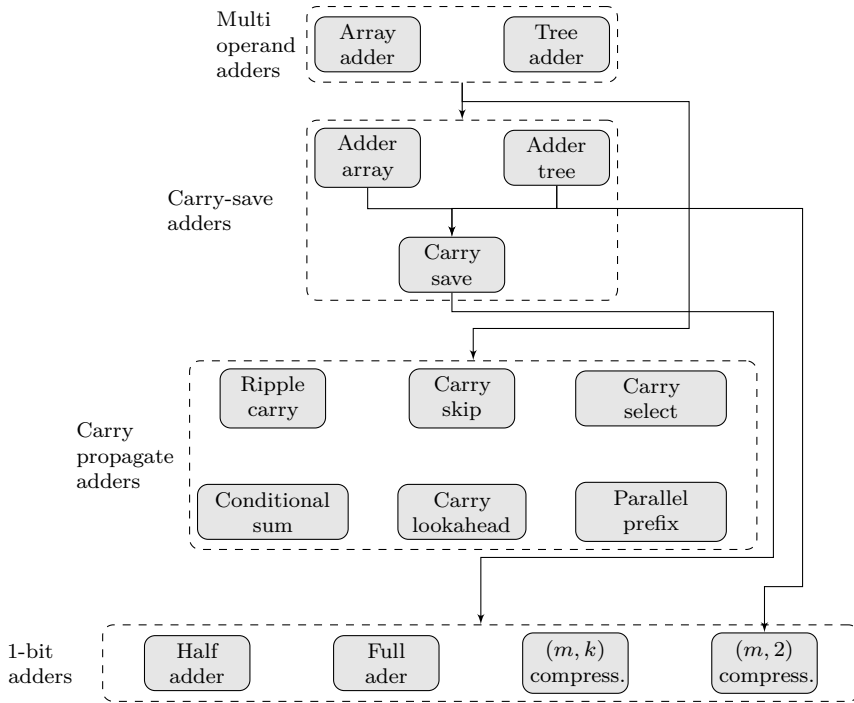 Multi
operand
adders
Array
adder
Tree
adder
Carry-save
adders
Adder
array
Adder
tree
Carry
save
Carry
propagate
adders
Ripple
carry
Carry
skip
Carry
select
Conditional
sum
Carry
lookahead
Parallel
prefix
1-bit
adders
Half
adder
Full
ader
(m, k)
compress.
(m, 2)
compress.